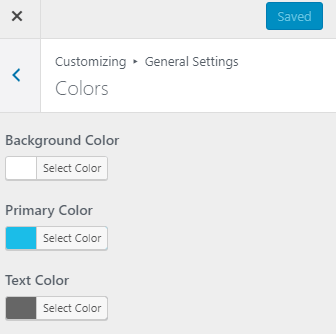 Saved
Customizing ▸ General Settings
Colors
Background Color
Select Color
Primary Color
Select Color
Text Color
Select Color